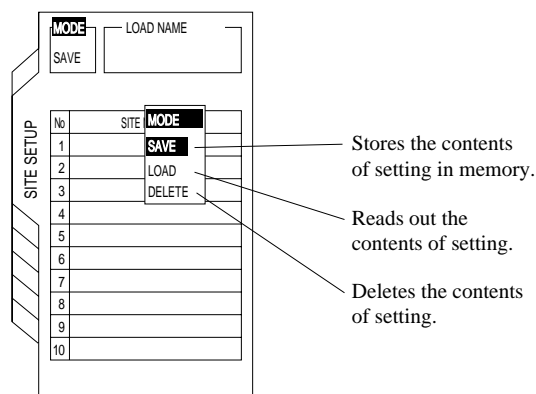 MODE
LOAD NAME
SAVE
SITE SETUP
No
SITE
MODE
1
SAVE
2
LOAD
3
DELETE
4
5
6
7
8
9
10
Stores the contents
of setting in memory.
Reads out the
contents of setting.
Deletes the contents
of setting.